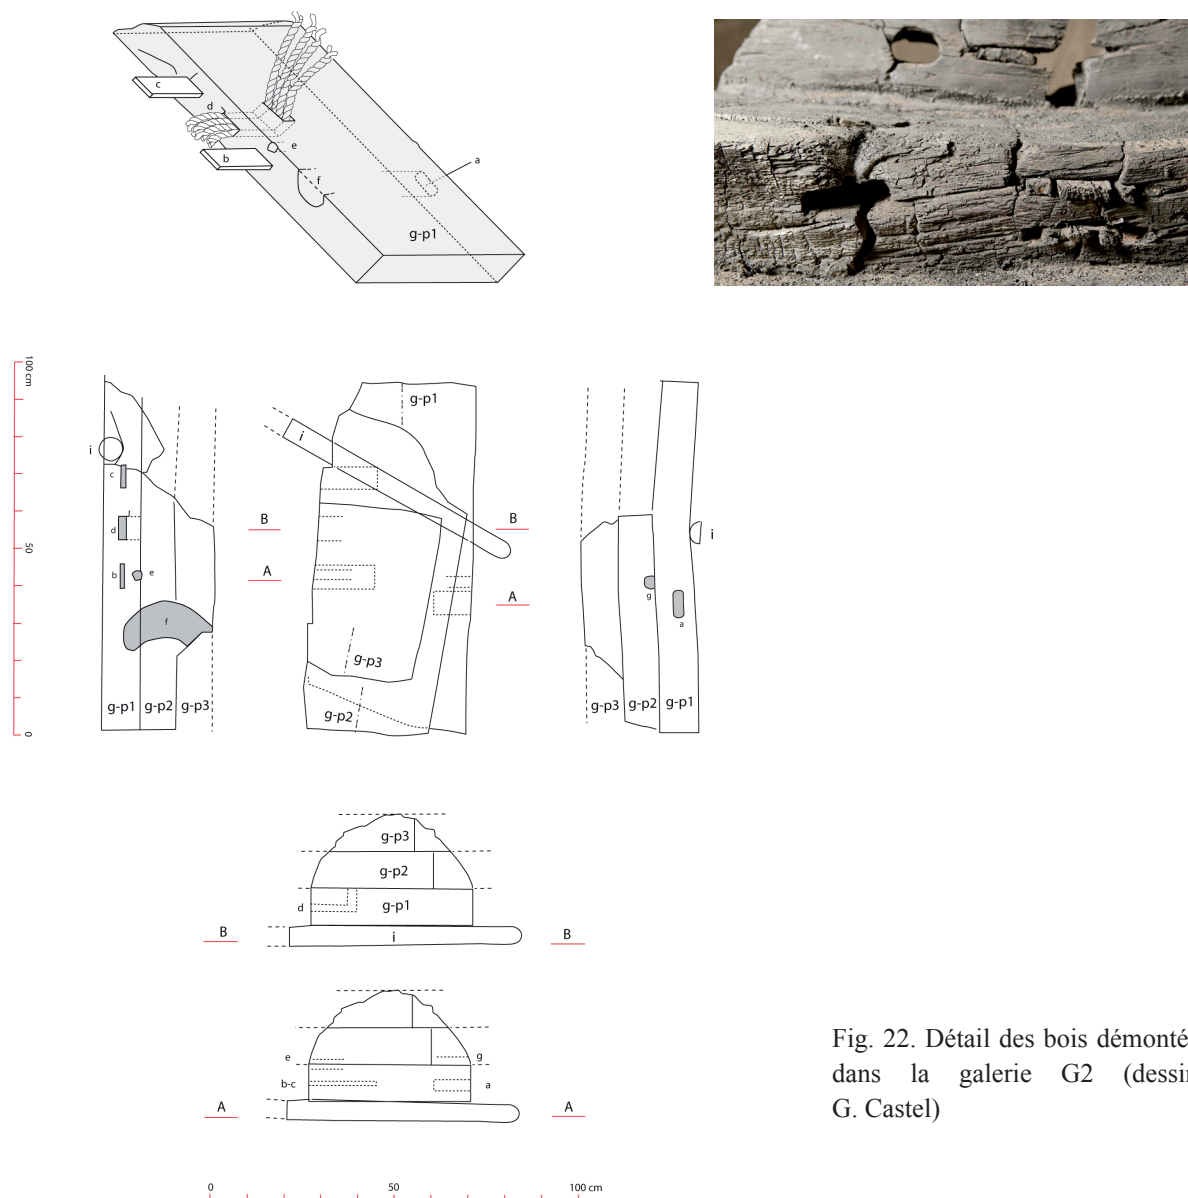 c
d
b
e
f
a
g-p1
100 cm
50
0
i
c
d
b
e
f
g-p1
g-p2
g-p3
B
A
g-p1
i
B
A
g-p3
g-p2
i
g
a
g-p3
g-p2
g-p1
g-p3
g-p2
d
g-p1
B
i
B
e
g
b-c
a
A
A
0
50
100 cm
Fig. 22. Détail des bois démonté
dans la galerie G2 (dessin
G. Castel)